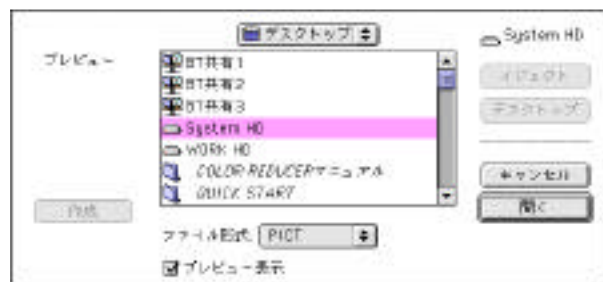 デスクトップ
System HD
プレビュー
BT共有1
BT共有2
BT共有3
System HD
WORK HD
COLOR REDUCERマニュアル
QUICK START
イジェクト
デスクトップ
キャンセル
開く
作成
ファイル形式
PICT
プレビュー表示